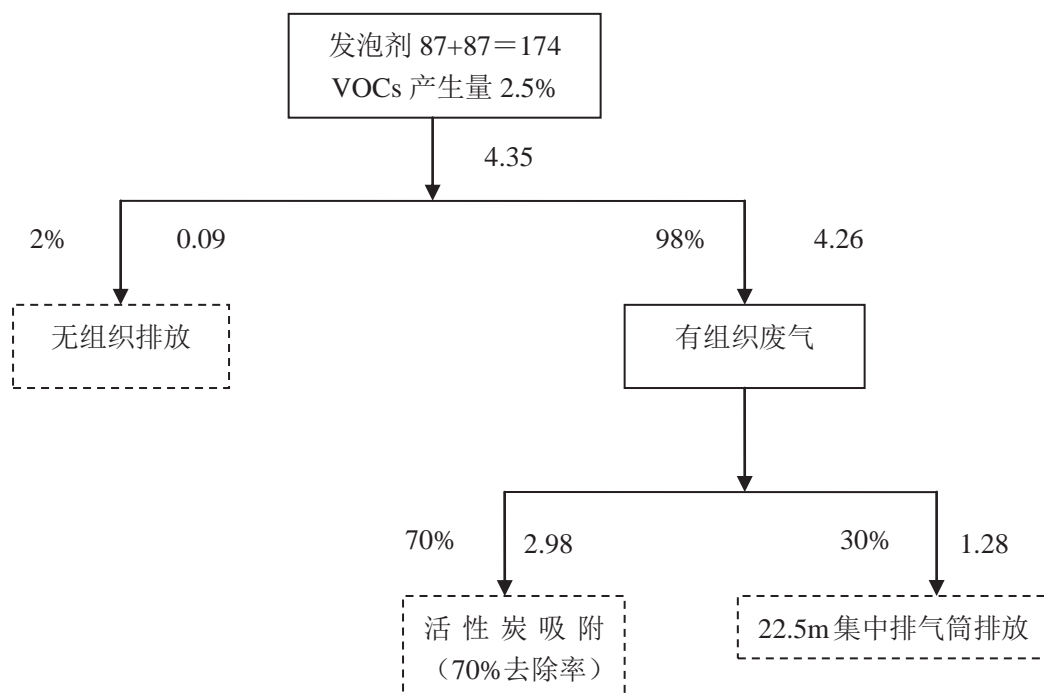 发泡剂 87+87＝174
VOCs 产生量 2.5%
4.35
2% 0.09 98% 4.26
无组织排放 有组织废气
70% 2.98 30% 1.28
活性炭吸附
（70%去除率）
22.5m 集中排气筒排放